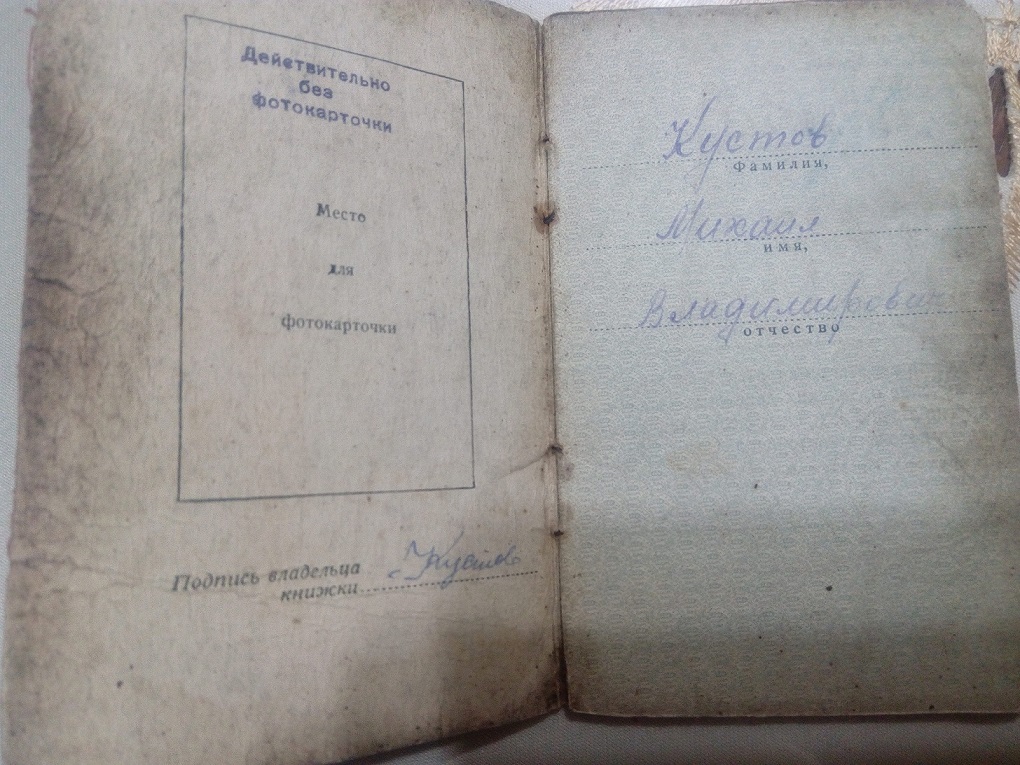 Действительно
без
фотокарточки
Место
для
фотокарточки
Подпись владельца
книжки
Кустов
Кустов
Фамилия,
Михаил
имя,
Владимирович
отчество